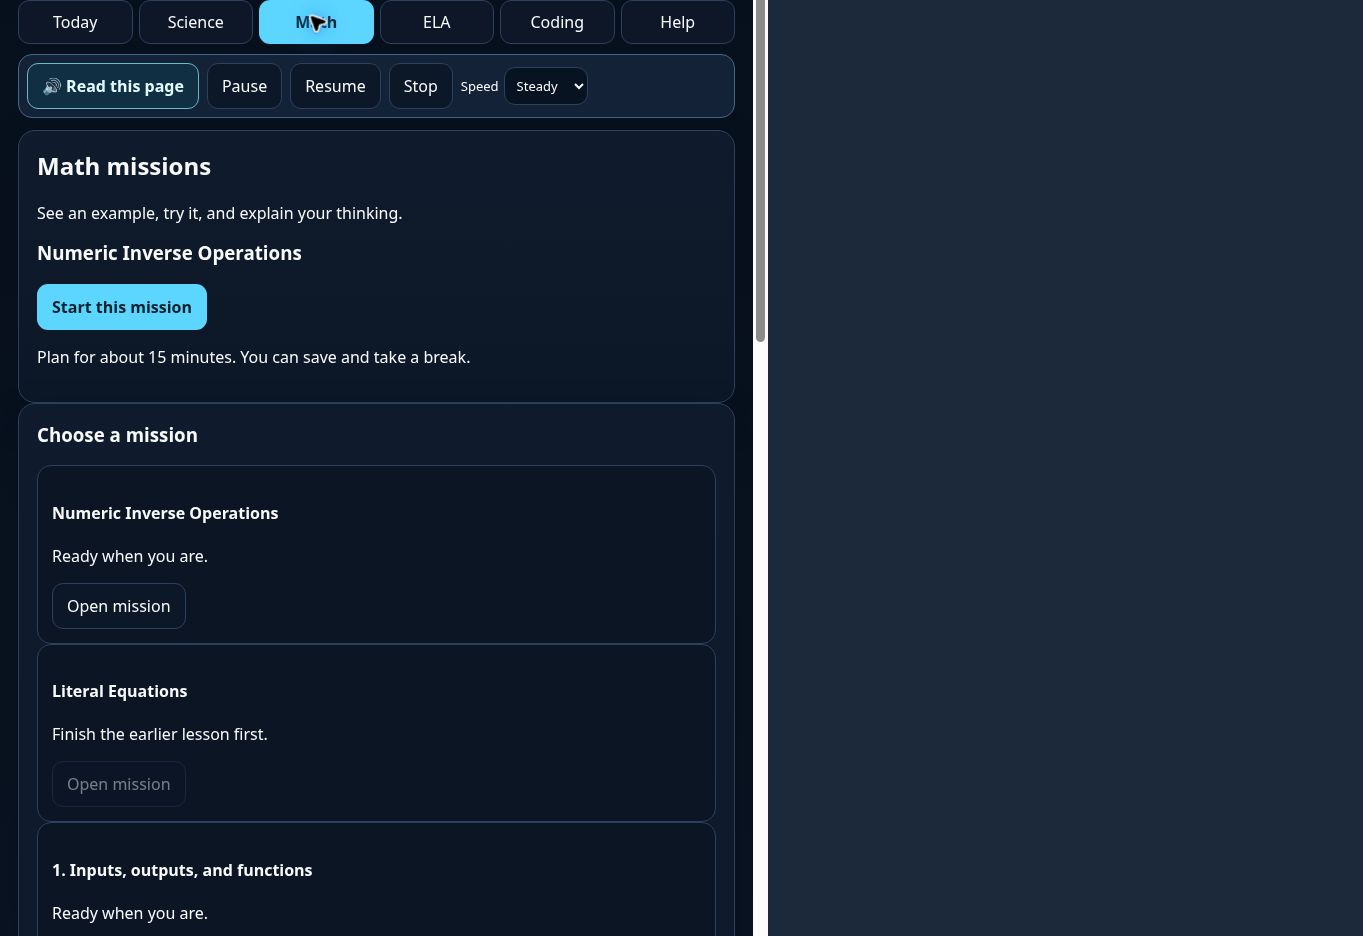 Today Science Math ELA Coding Help
🔊 Read this page Pause Resume Stop Speed Steady
Math missions
See an example, try it, and explain your thinking.
Numeric Inverse Operations
Start this mission
Plan for about 15 minutes. You can save and take a break.
Choose a mission
Numeric Inverse Operations
Ready when you are.
Open mission
Literal Equations
Finish the earlier lesson first.
Open mission
1. Inputs, outputs, and functions
Ready when you are.